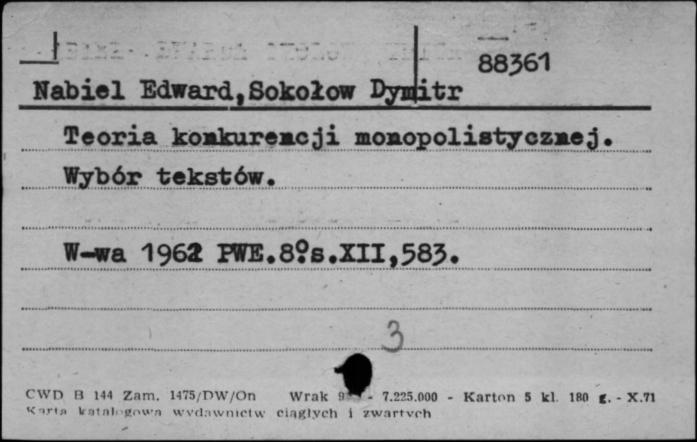 88361
Nabiel Edward,Sokołow Dymitr
Teoria konkurencji monopolistycznej.
Wybór tekstów.
W-wa 1962 PWE.8°.s.XII,583.
3
CWD B 144 Zam. 1475/DW/On Wrak - 7.225.000 - Karton 5 kl. 180 g. - X.71
Karta katalogowa wydawnictw ciągłych i zwartych